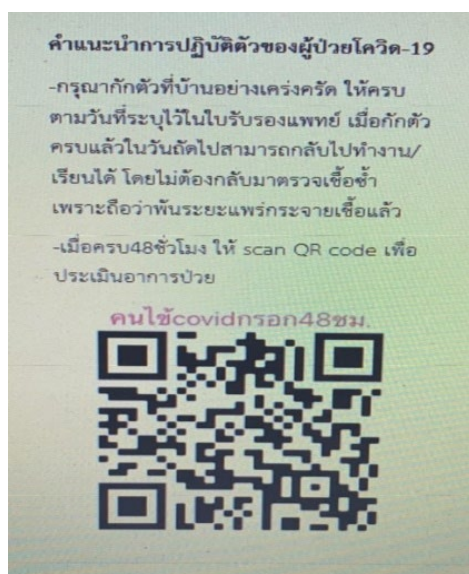 คำแนะนำการปฏิบัติตัวของผู้ป่วยโควิด-19
-กรุณากักตัวที่บ้านอย่างเคร่งครัด ให้ครบ
ตามวันที่ระบุไว้ในใบรับรองแพทย์ เมื่อกักตัว
ครบแล้วในวันถัดไปสามารถกลับไปทำงาน/
เรียนได้ โดยไม่ต้องกลับมาตรวจเชื้อซ้ำ
เพราะถือว่าพ้นระยะแพร่กระจายเชื้อแล้ว
-เมื่อครบ48ชั่วโมง ให้ scan QR code เพื่อ
ประเมินอาการป่วย
คนไข้covidกรอก48ชม.